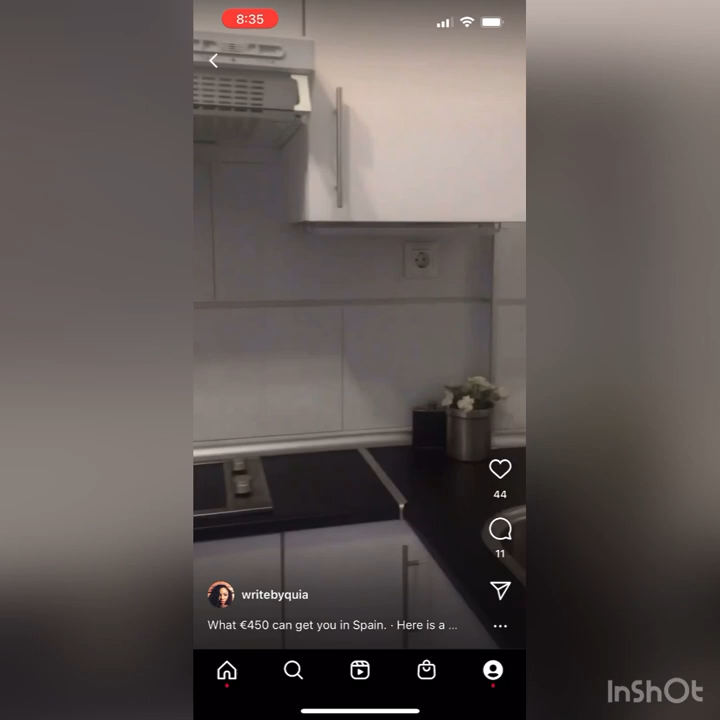 8:35
44
11
writebyquia
What €450 can get you in Spain. · Here is a ...
InShOt